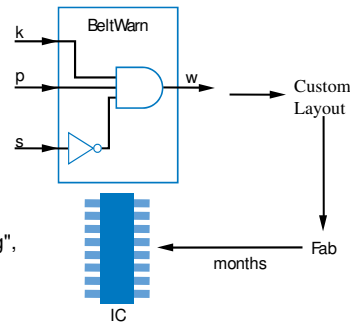 BeltWarn
k
p
w
s
Custom
Layout
g",
months
Fab
IC